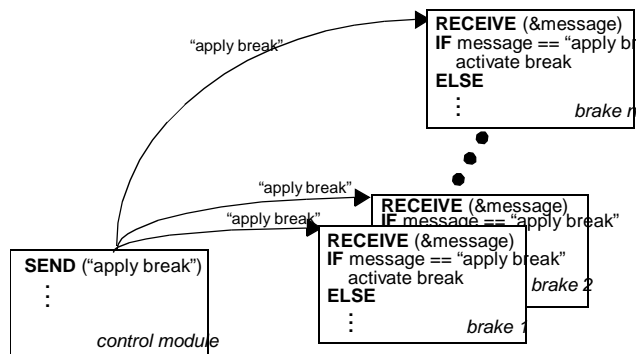 RECEIVE (&message)
IF message == “apply br
activate break
ELSE
brake n
“apply break”
“apply break”
“apply break”
RECEIVE (&message)
IF message == “apply break”
brake 2
RECEIVE (&message)
IF message == “apply break”
activate break
ELSE
brake 1
SEND (“apply break”)
control module